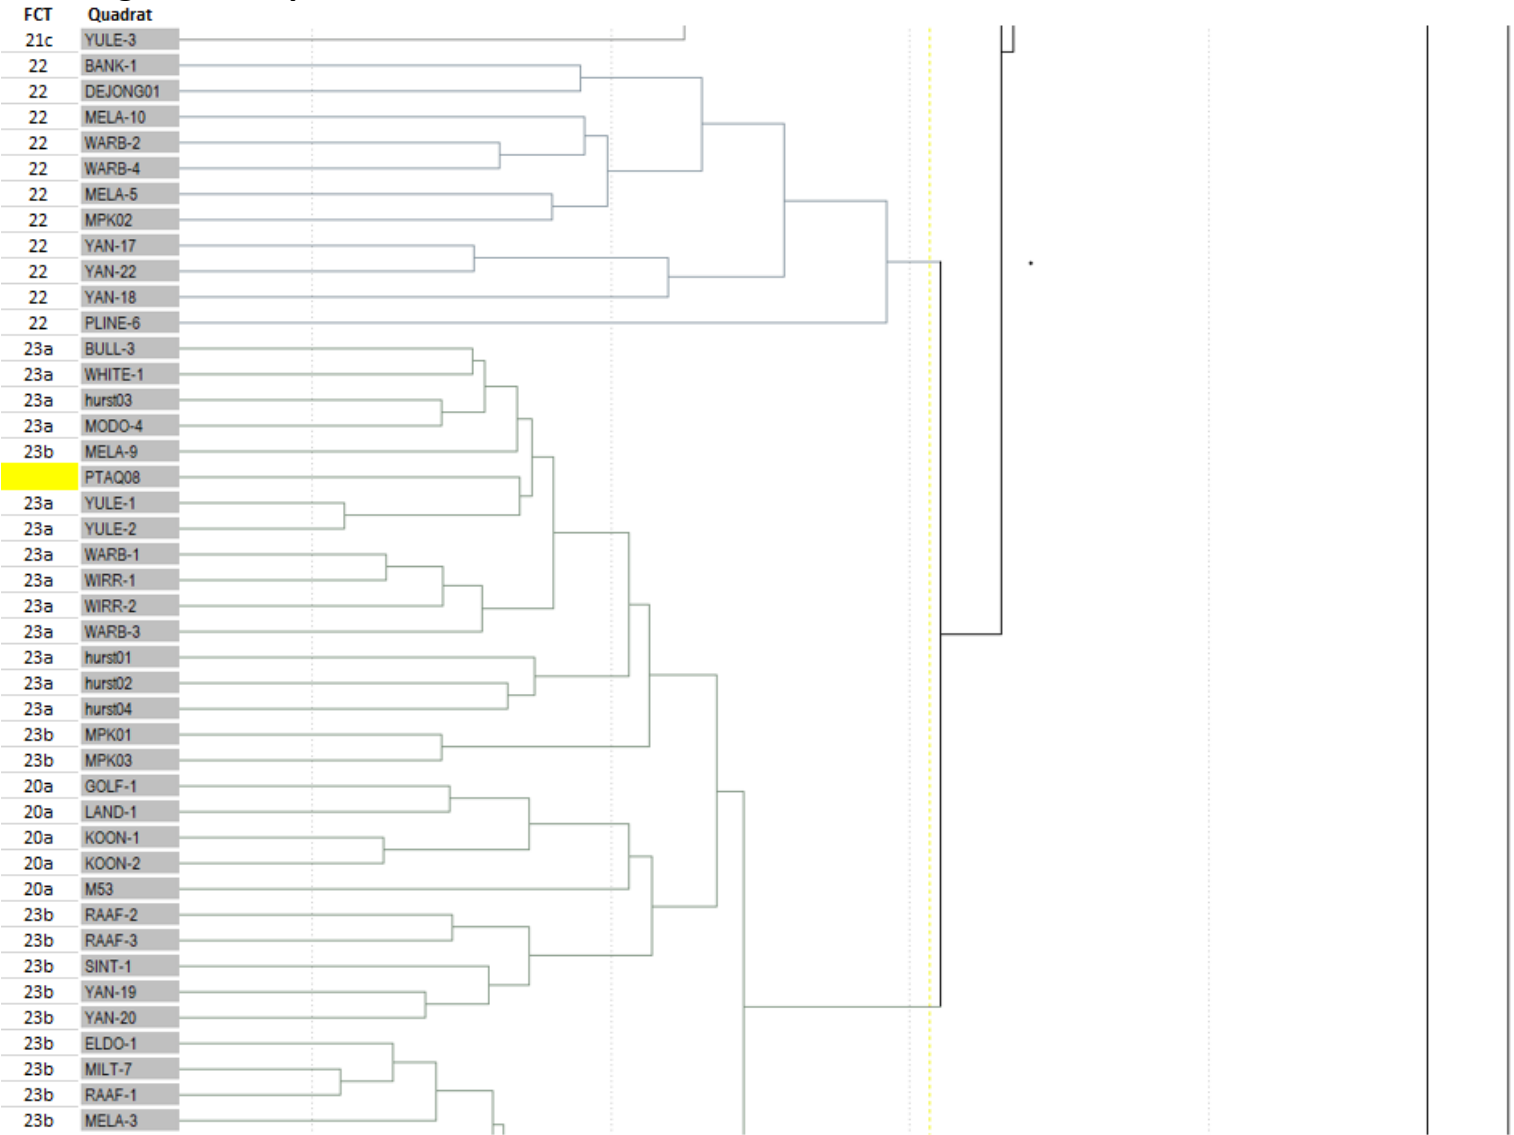 FCT Quadrat
21c YULE-3
22 BANK-1
22 DEJONG01
22 MELA-10
22 WARB-2
22 WARB-4
22 MELA-5
22 MPK02
22 YAN-17
22 YAN-22
22 YAN-18
22 PLINE-6
23a BULL-3
23a WHITE-1
23a hurst03
23a MODO-4
23b MELA-9
PTAQ08
23a YULE-1
23a YULE-2
23a WARB-1
23a WIRR-1
23a WIRR-2
23a WARB-3
23a hurst01
23a hurst02
23a hurst04
23b MPK01
23b MPK03
20a GOLF-1
20a LAND-1
20a KOON-1
20a KOON-2
20a M53
23b RAAF-2
23b RAAF-3
23b SINT-1
23b YAN-19
23b YAN-20
23b ELDO-1
23b MILT-7
23b RAAF-1
23b MELA-3